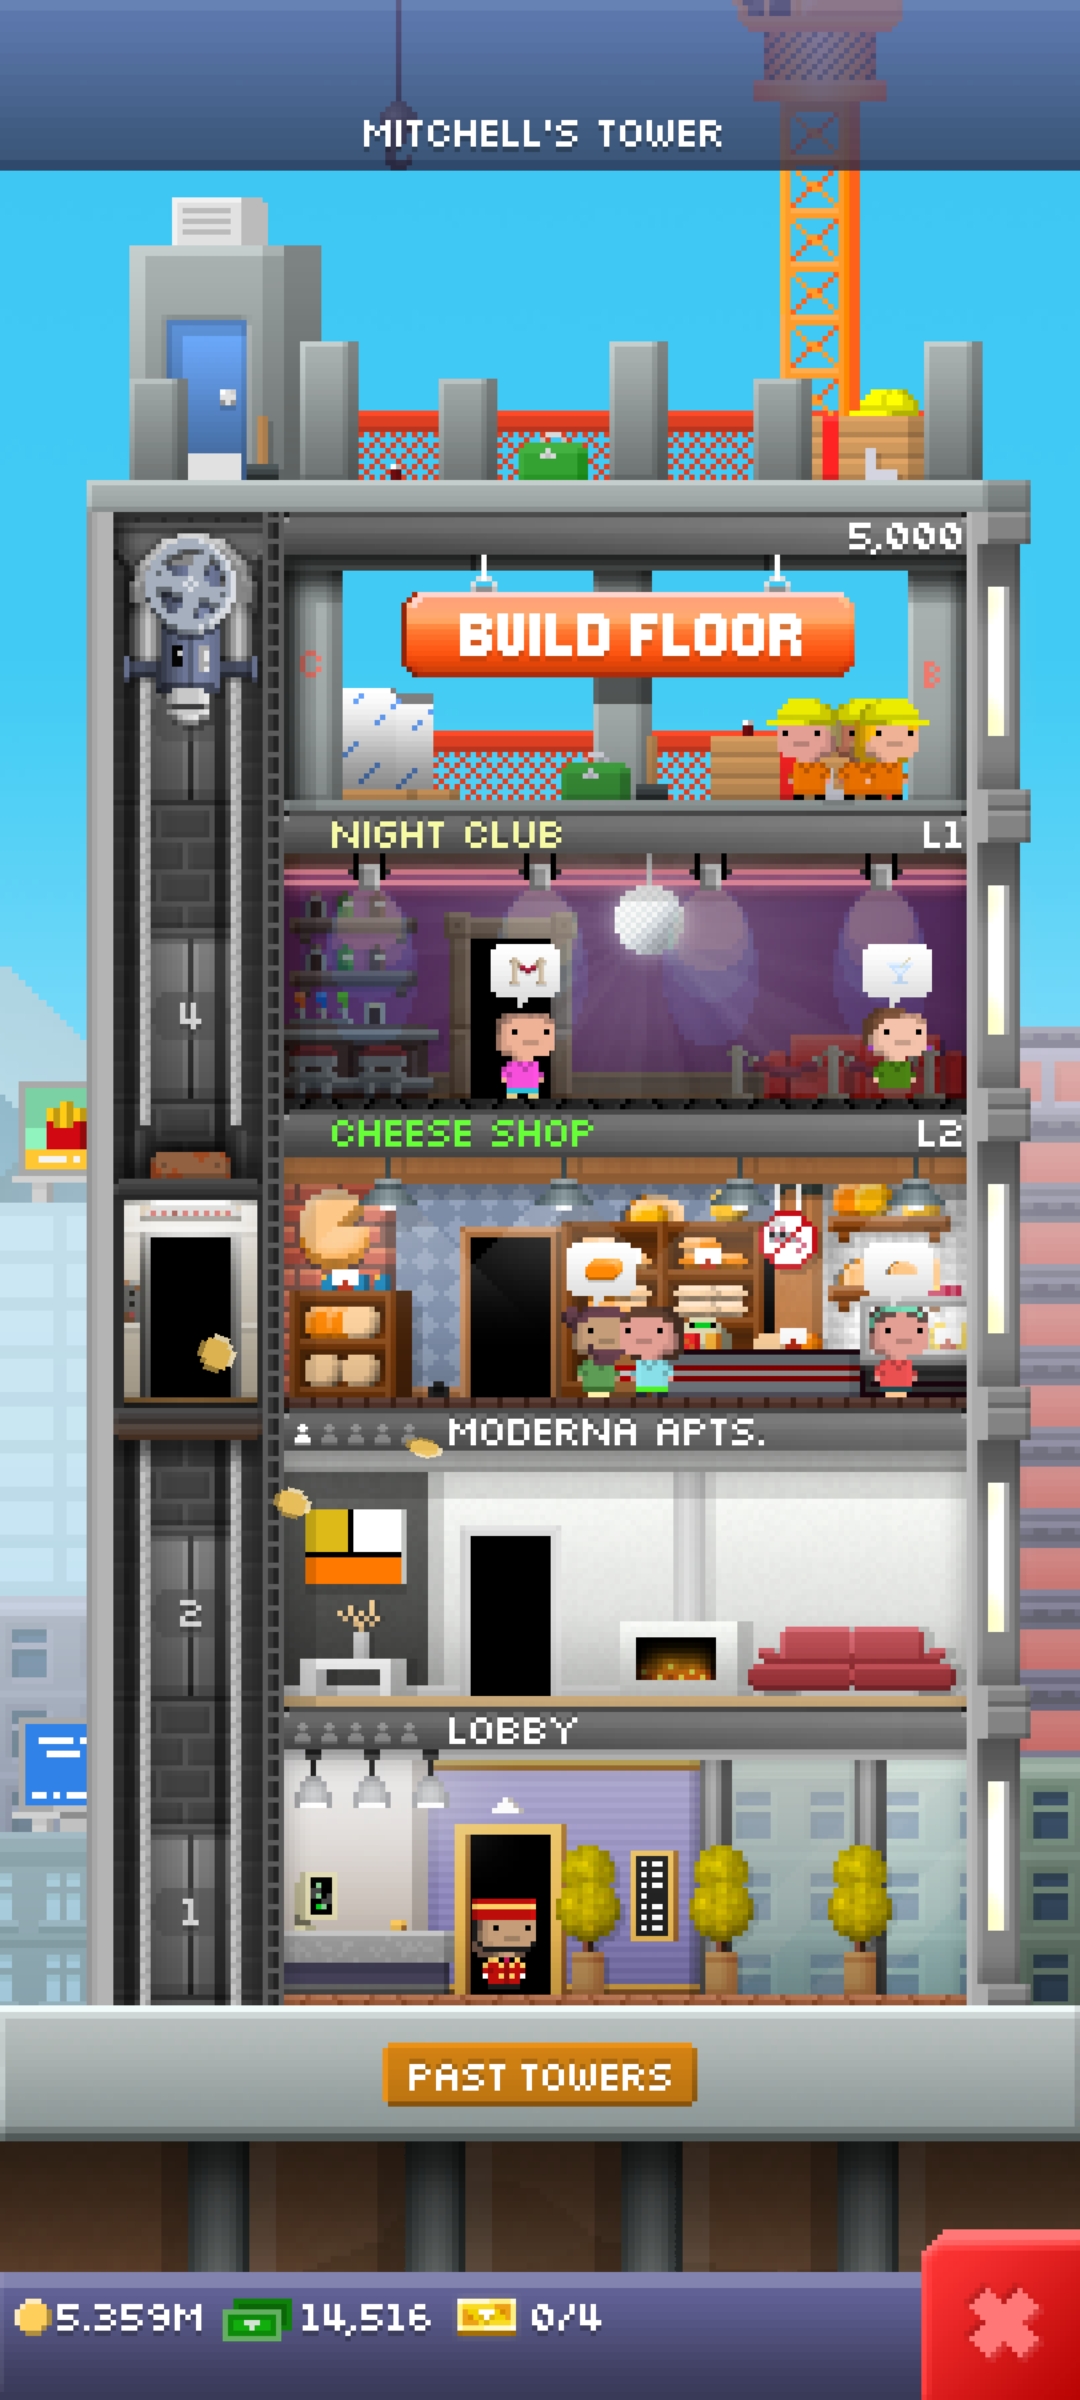 MITCHELL'S TOWER
5,000
BUILD FLOOR
C
B
NIGHT CLUB L1
4
CHEESE SHOP L2
MODERNA APTS.
2
LOBBY
1
PAST TOWERS
5.359M 14,516 0/4